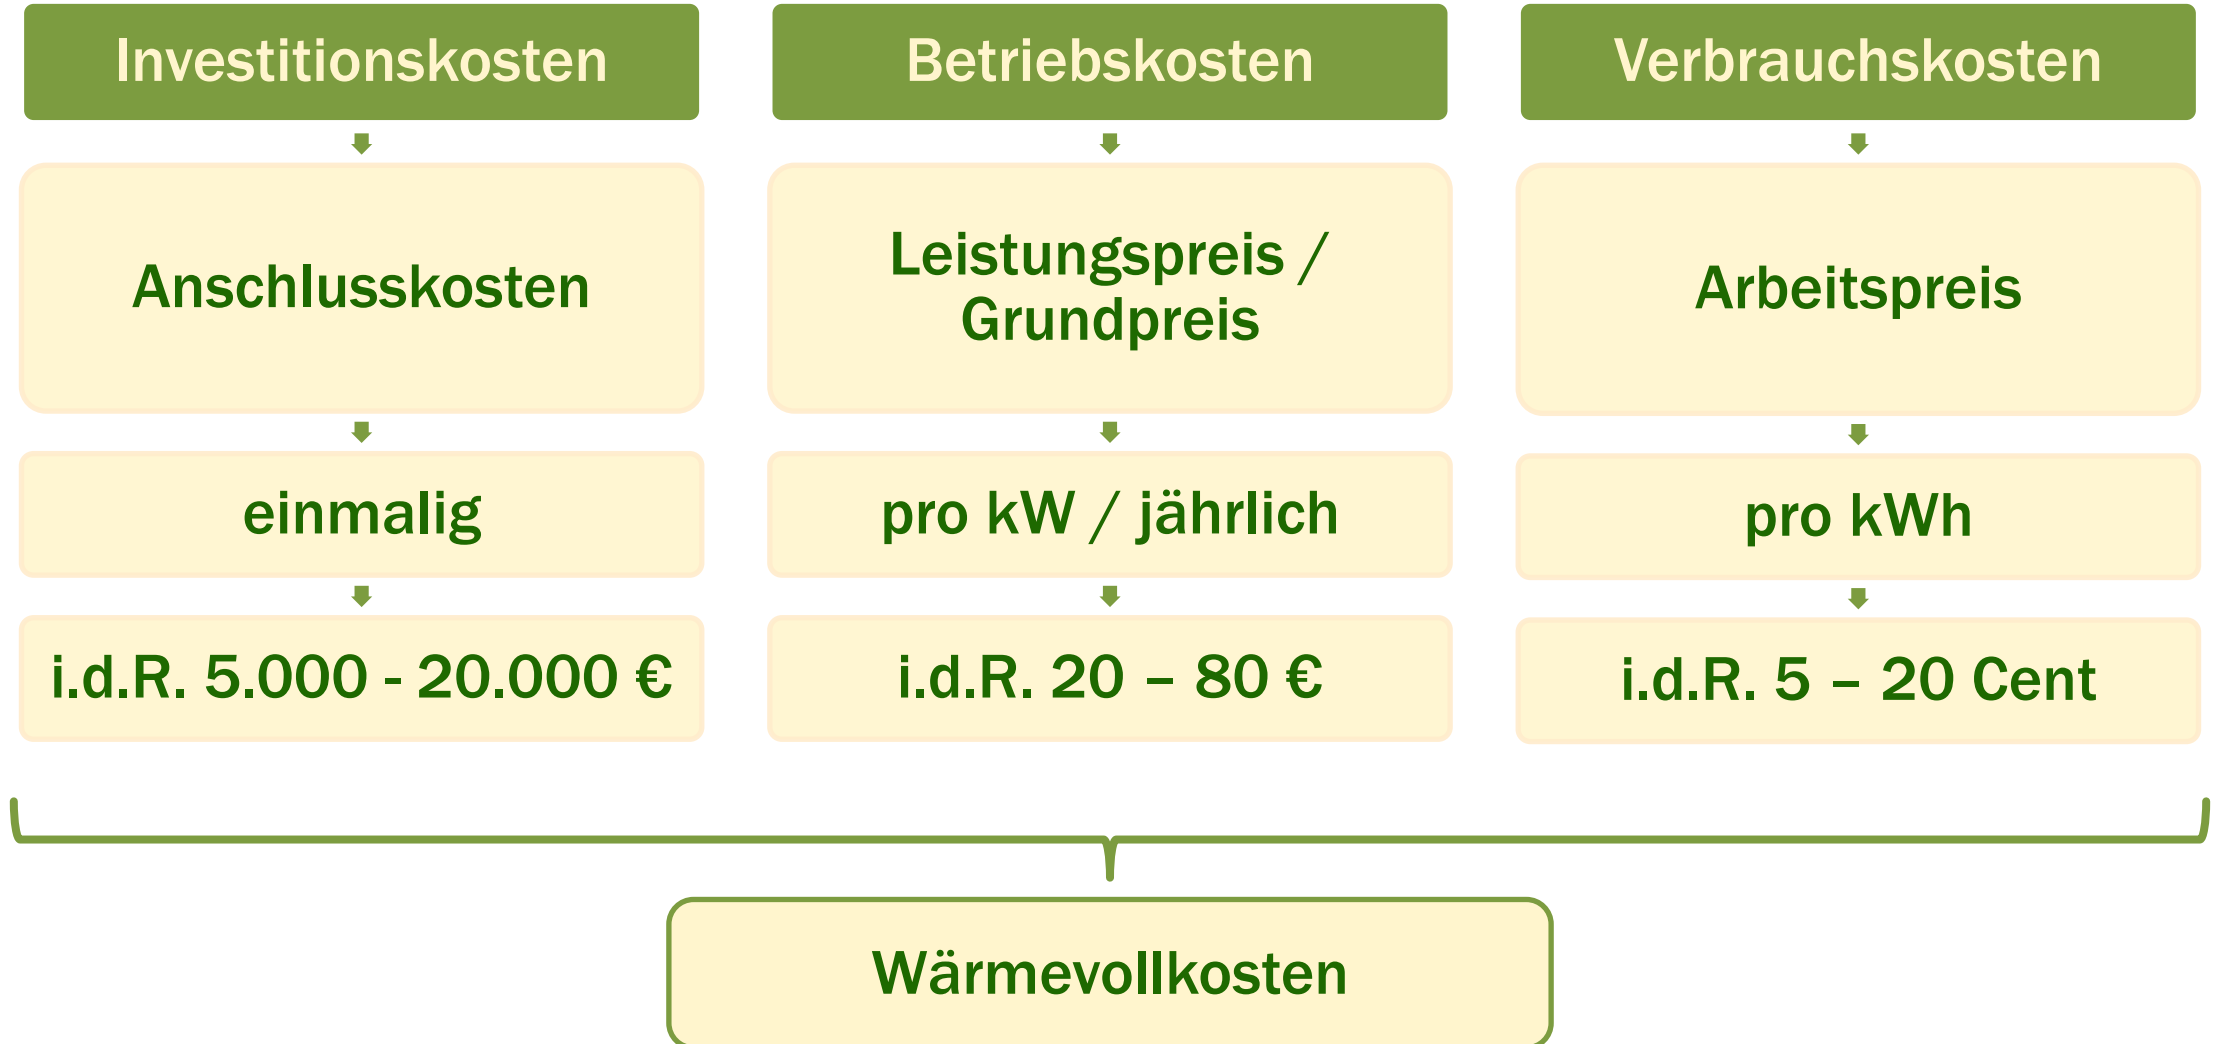 Investitionskosten
Anschlusskosten
einmalig
i.d.R. 5.000 - 20.000 €
Betriebskosten
Leistungspreis /
Grundpreis
pro kW / jährlich
i.d.R. 20 – 80 €
Verbrauchskosten
Arbeitspreis
pro kWh
i.d.R. 5 – 20 Cent
Wärmevollkosten